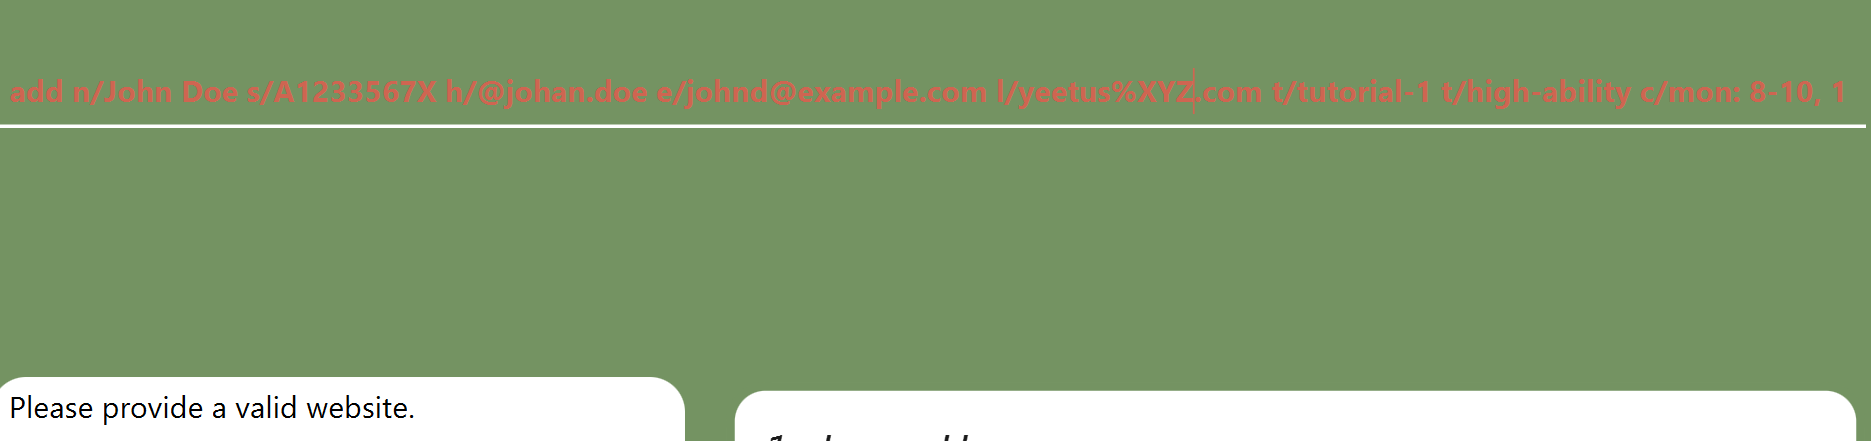 add n/John Doe s/A1233567X h/@johan.doe e/johnd@example.com l/yeetus%XYZ.com t/tutorial-1 t/high-ability c/mon: 8-10, 1
Please provide a valid website.